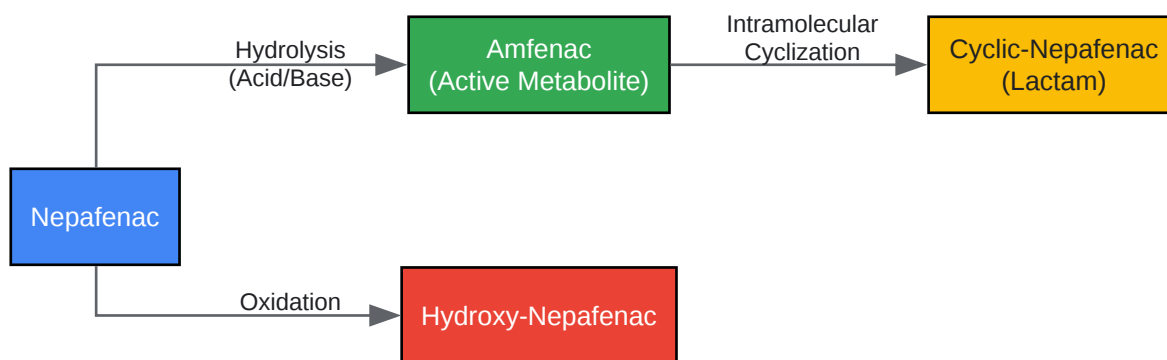 Nepafenac
Hydrolysis
(Acid/Base)
Amfenac
(Active Metabolite)
Intramolecular
Cyclization
Cyclic-Nepafenac
(Lactam)
Oxidation
Hydroxy-Nepafenac